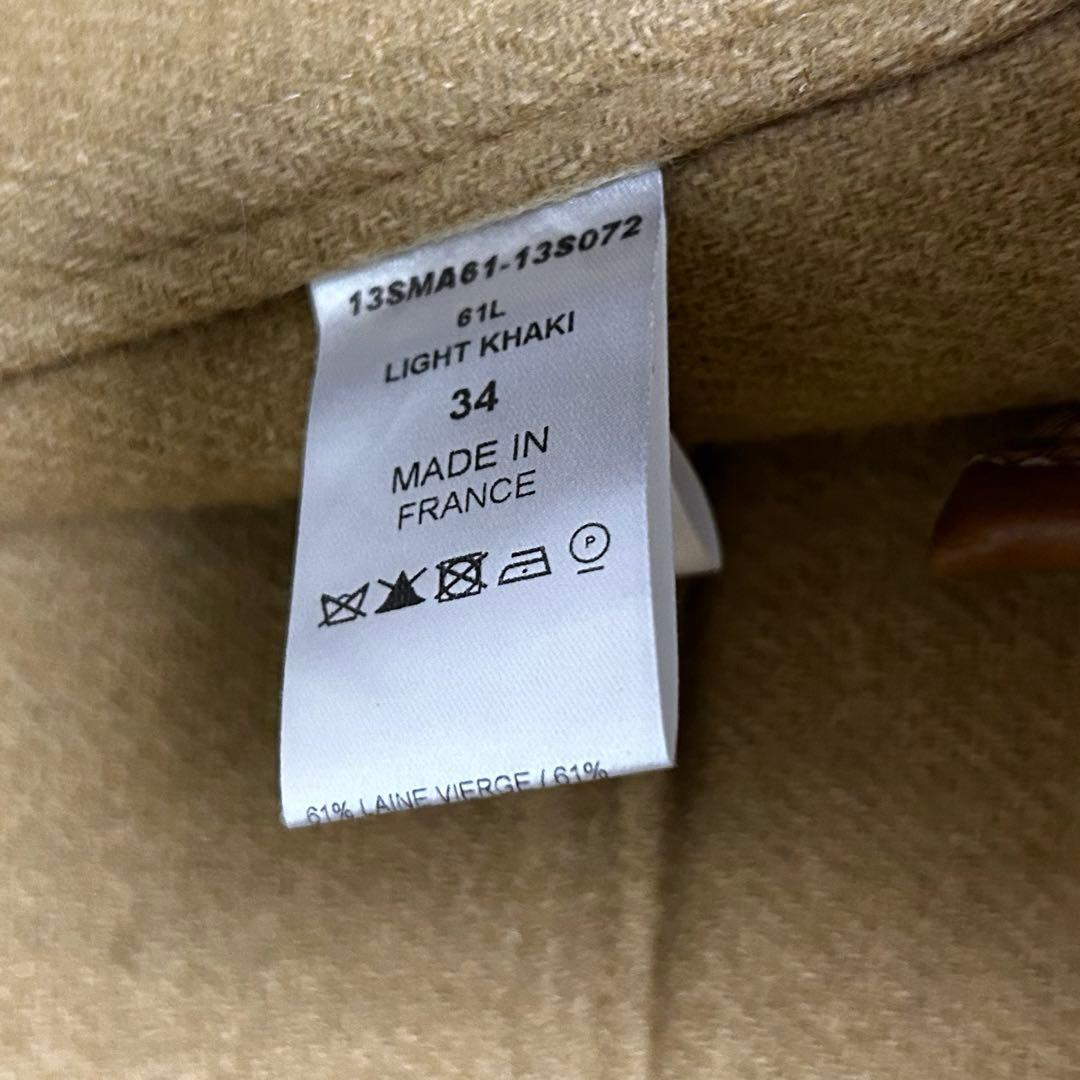 13SMA61-13S072
61L
LIGHT KHAKI
34
MADE IN
FRANCE
P
61% LAINE VIERGE / 61%